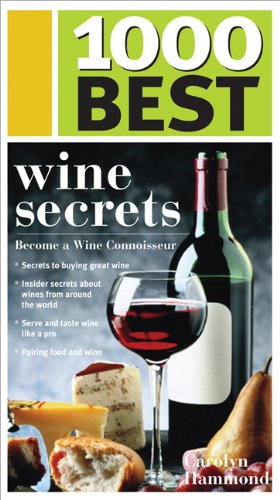 1000
BEST
wine
secrets
Become a Wine Connoisseur
* Secrets to buying great wine
* Insider secrets about
wines from around
the world
* Serve and taste wine
like a pro
* Pairing food and wine
Carolyn
Hammond